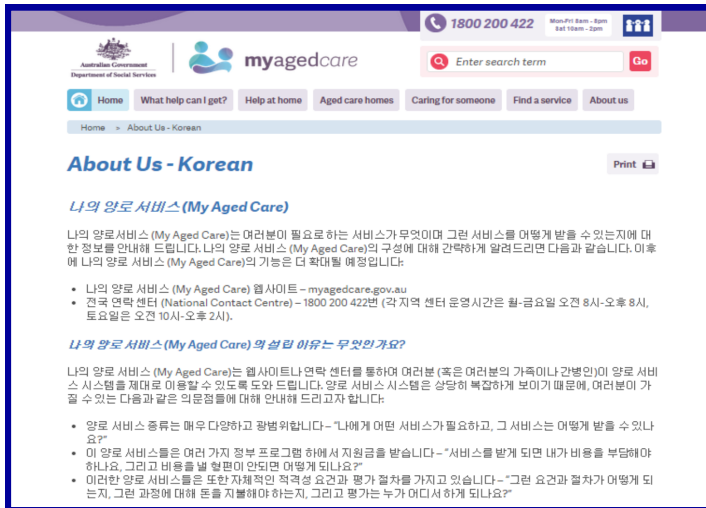 1800 200 422
Mon-Fri 8am - 8pm
Sat 10am - 2pm
Australian Government
Department of Social Services
myagedcare
Enter search term
Go
Home
What help can I get?
Help at home
Aged care homes
Caring for someone
Find a service
About us
Home > About Us - Korean
About Us - Korean
Print
나의 양로 서비스 (My Aged Care)
나의 양로 서비스 (My Aged Care)는 여러분이 필요로 하는 서비스가 무엇이며 그런 서비스를 어떻게 받을 수 있는지에 대
한 정보를 안내해 드립니다. 나의 양로 서비스 (My Aged Care)의 구성에 대해 간략하게 알려드리면 다음과 같습니다. 이후
에 나의 양로 서비스 (My Aged Care)의 기능은 더 확대될 예정입니다:
• 나의 양로 서비스 (My Aged Care) 웹 사이트 – myagedcare.gov.au
• 전국 연락 센터 (National Contact Centre) – 1800 200 422번 (각 지역 센터 운영시간은 월-금요일 오전 8시-오후 8시,
토요일은 오전 10시-오후 2시).
나의 양로 서비스 (My Aged Care) 의 설립 이유는 무엇인가요?
나의 양로 서비스 (My Aged Care)는 웹 사이트나 연락 센터를 통하여 여러분 (혹은 여러분의 가족이나 간병인)이 양로 서비
스 시스템을 제대로 이용할 수 있도록 도와 드립니다. 양로 서비스 시스템은 상당히 복잡하게 보이기 때문에, 여러분이 가
질 수 있는 다음과 같은 의문점들에 대해 안내해 드리고자 합니다:
• 양로 서비스 종류는 매우 다양하고 광범위합니다 – “나에게 어떤 서비스가 필요하고, 그 서비스는 어떻게 받을 수 있나
요?”
• 이 양로 서비스들은 여러 가지 정부 프로그램 하에서 지원금을 받습니다 – “서비스를 받게 되면 내가 비용을 부담해야
하나요, 그리고 비용을 낼 형편이 안되면 어떻게 되나요?”
• 이러한 양로 서비스들은 또한 자체적인 적격성 요건과 평가 절차를 가지고 있습니다 – “그런 요건과 절차가 어떻게 되
는지, 그런 과정에 대해 돈을 지불해야 하는지, 그리고 평가는 누가 어디서 하게 되나요?”